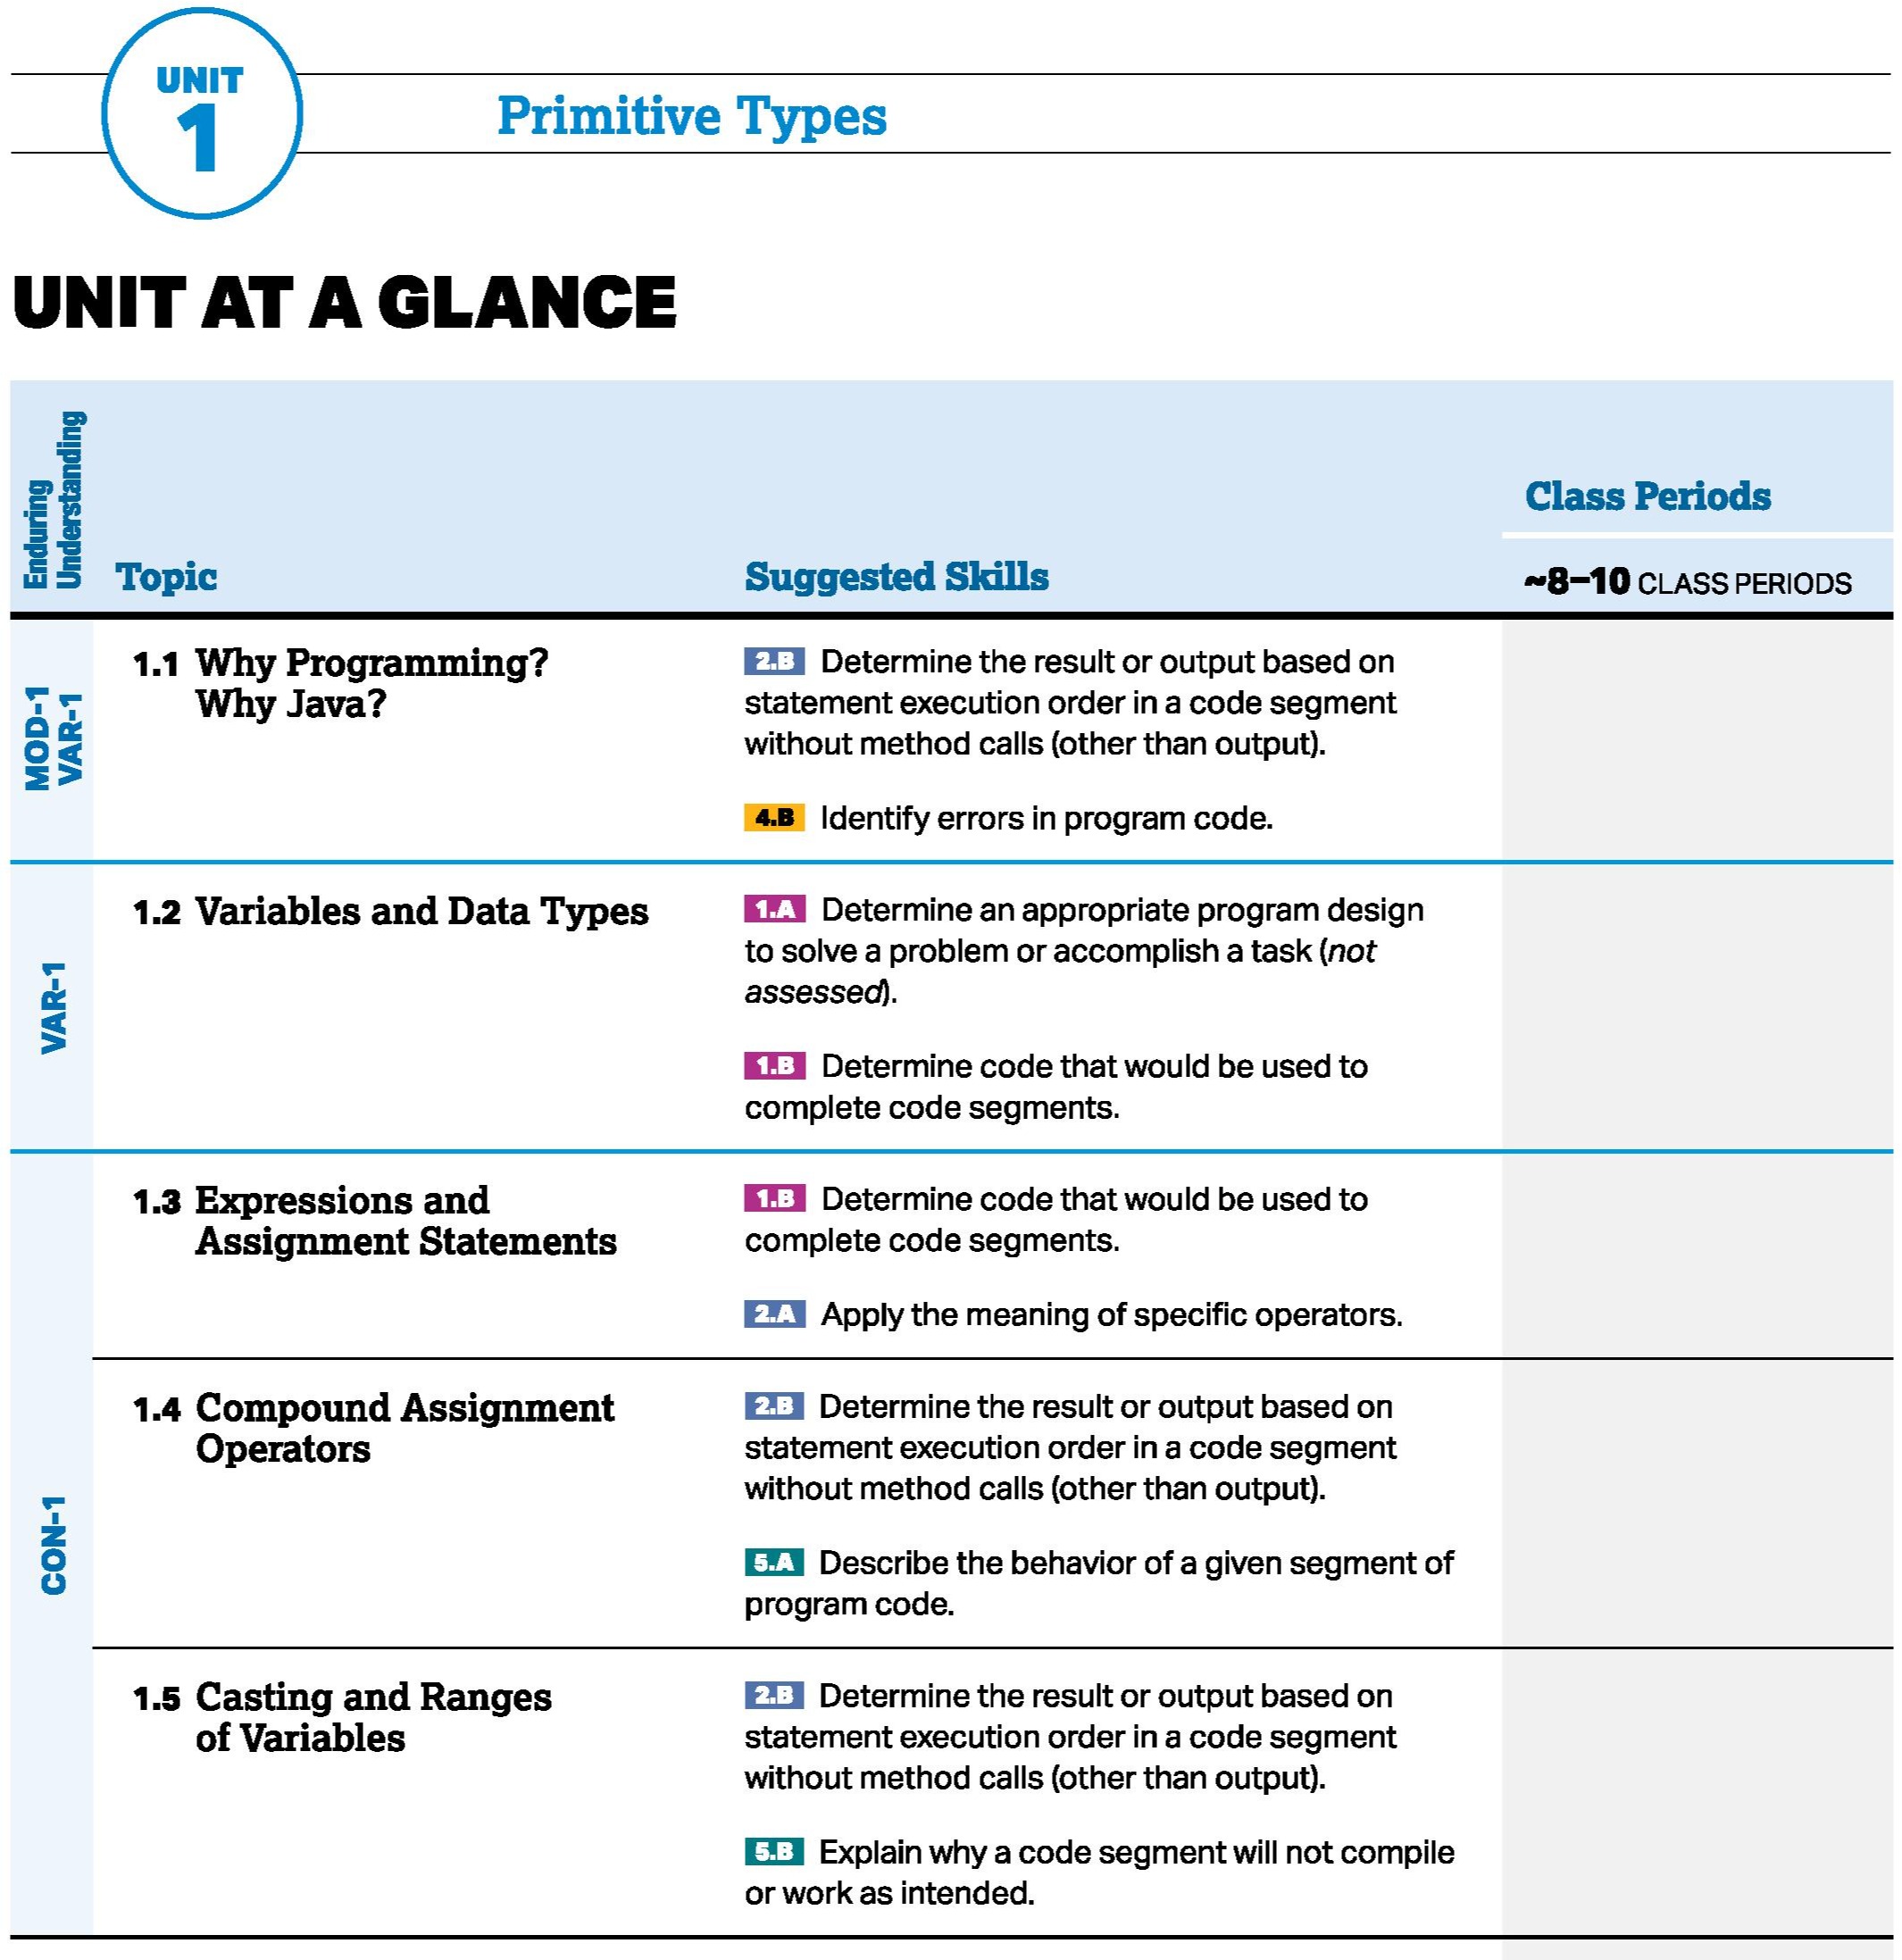 UNIT
1
Primitive Types
UNIT AT A GLANCE
Enduring
Understanding
Topic
Suggested Skills
Class Periods
~8–10 CLASS PERIODS
MOD-1
VAR-1
1.1 Why Programming?
Why Java?
2.B Determine the result or output based on
statement execution order in a code segment
without method calls (other than output).
4.B Identify errors in program code.
VAR-1
1.2 Variables and Data Types
1.A Determine an appropriate program design
to solve a problem or accomplish a task (not
assessed).
1.B Determine code that would be used to
complete code segments.
CON-1
1.3 Expressions and
Assignment Statements
1.B Determine code that would be used to
complete code segments.
2.A Apply the meaning of specific operators.
1.4 Compound Assignment
Operators
2.B Determine the result or output based on
statement execution order in a code segment
without method calls (other than output).
5.A Describe the behavior of a given segment of
program code.
1.5 Casting and Ranges
of Variables
2.B Determine the result or output based on
statement execution order in a code segment
without method calls (other than output).
5.B Explain why a code segment will not compile
or work as intended.